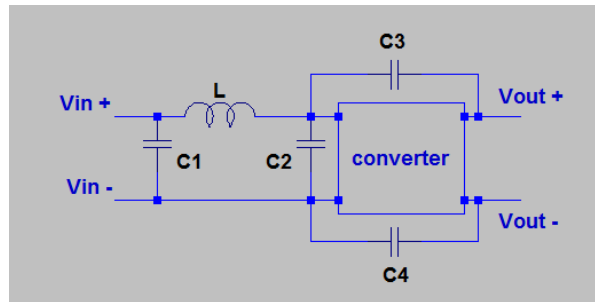 C3
L
Vin +
Vout +
C1
C2
converter
Vin -
Vout -
C4